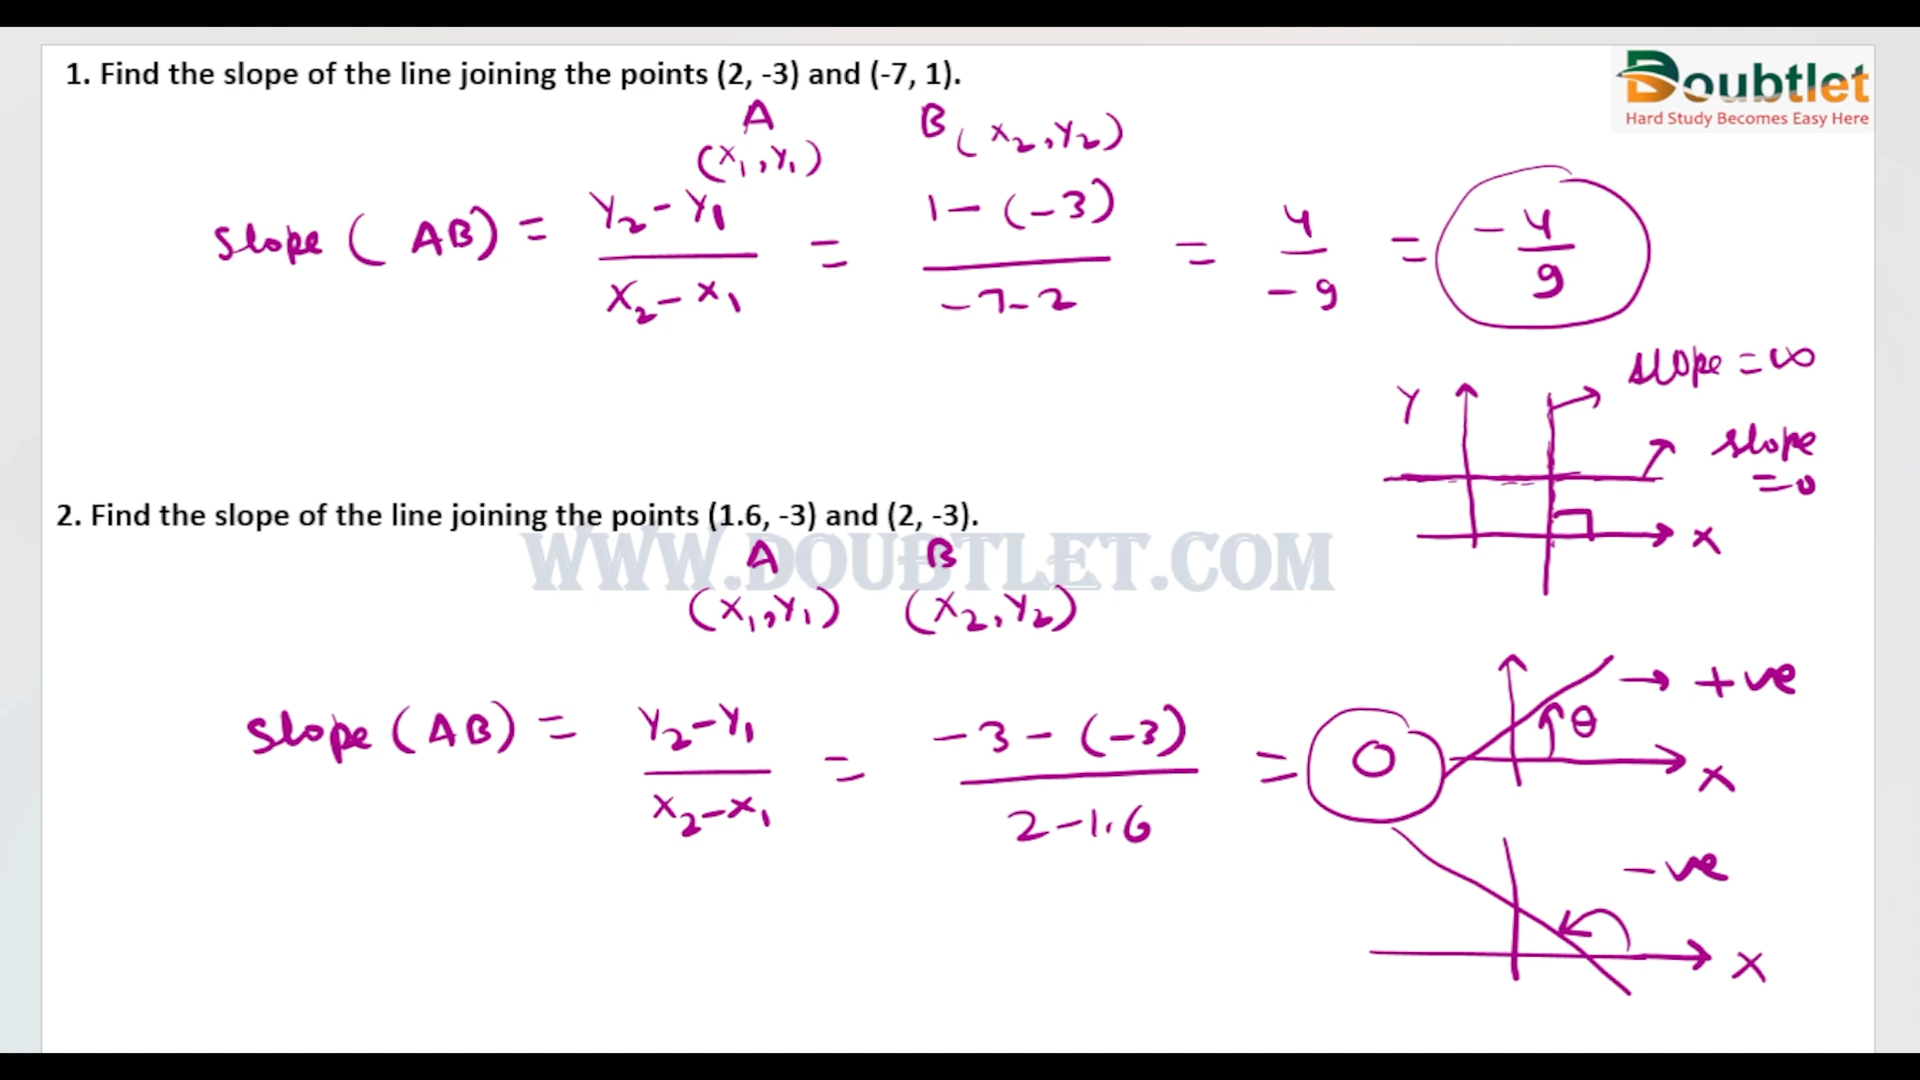 1. Find the slope of the line joining the points (2, -3) and (-7, 1).
Doubtlet
Hard Study Becomes Easy Here
A
(x₁, y₁)
B (x₂, y₂)
Slope (AB) = y₂-y₁ / x₂-x₁ = 1-(-3) / -7-2 = 4 / -9 = -4/9
slope = ∞
Y
slope
=0
X
2. Find the slope of the line joining the points (1.6, -3) and (2, -3).
WWW.DOUBTLET.COM
A B
(x₁, y₁) (x₂, y₂)
Slope (AB) = y₂-y₁ / x₂-x₁ = -3-(-3) / 2-1.6 = 0
+ve
θ
X
-ve
X